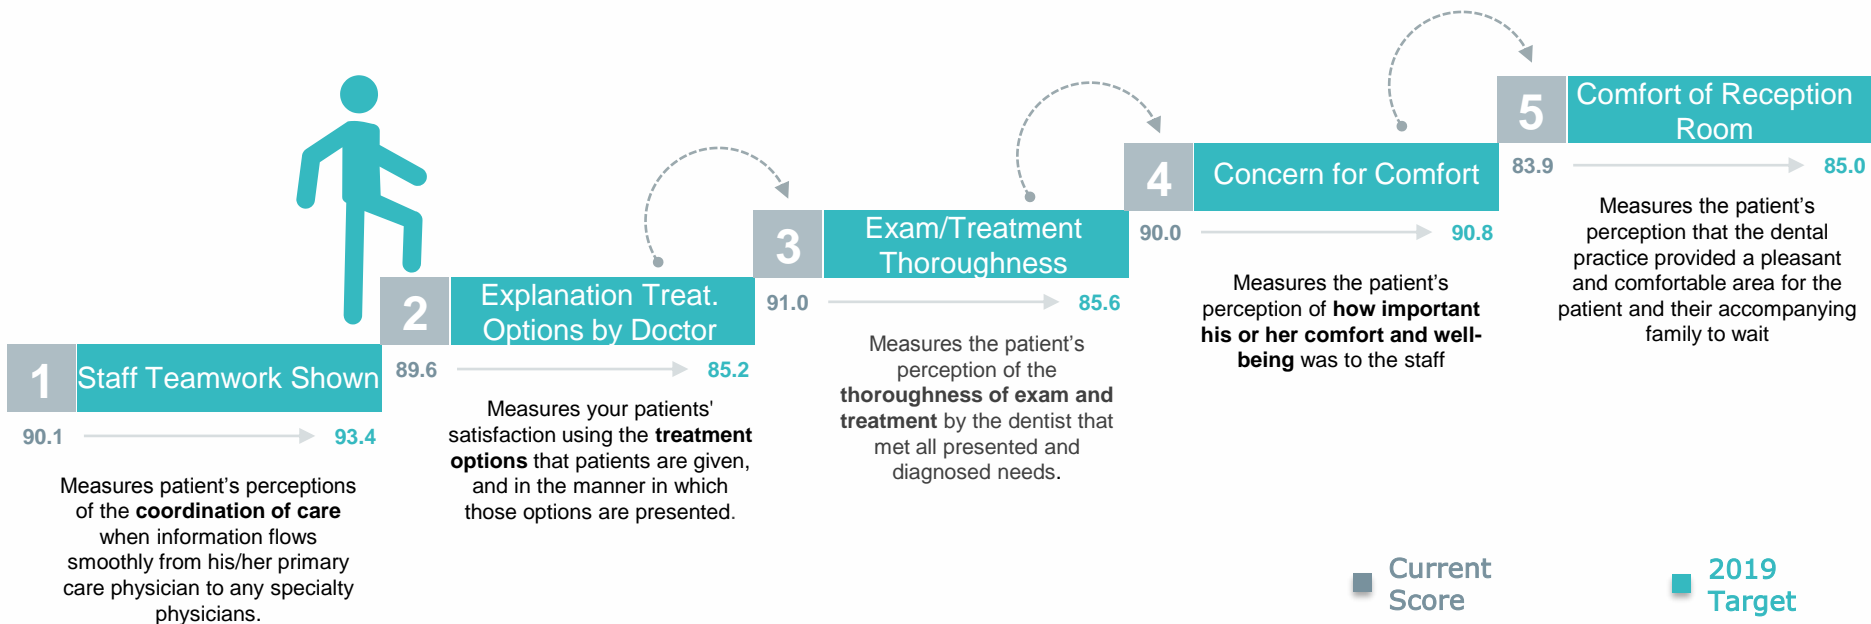 1
Staff Teamwork Shown
90.1
93.4
Measures patient’s perceptions
of the coordination of care
when information flows
smoothly from his/her primary
care physician to any specialty
physicians.
2
Explanation Treat.
Options by Doctor
89.6
85.2
Measures your patients'
satisfaction using the treatment
options that patients are given,
and in the manner in which
those options are presented.
3
Exam/Treatment
Thoroughness
91.0
85.6
Measures the patient’s
perception of the
thoroughness of exam and
treatment by the dentist that
met all presented and
diagnosed needs.
4
Concern for Comfort
90.0
90.8
Measures the patient’s
perception of how important
his or her comfort and well-
being was to the staff
5
Comfort of Reception
Room
83.9
85.0
Measures the patient’s
perception that the dental
practice provided a pleasant
and comfortable area for the
patient and their accompanying
family to wait
Current
Score
2019
Target